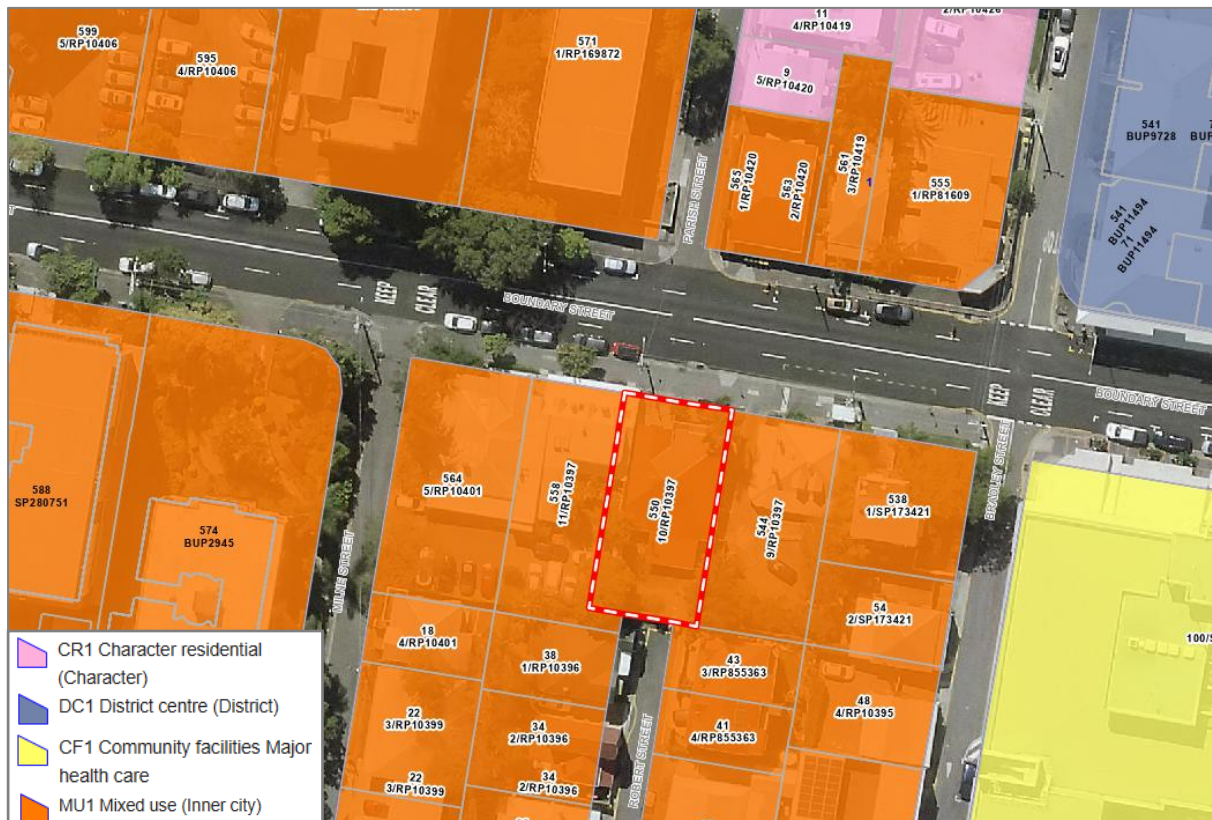 599
5/RP10406
595
4/RP10406
571
1/RP169872
11
4/RP10419
2/RP10426
9
5/RP10420
541
BUP9728
565
1/RP10420
563
2/RP10420
561
3/RP10419
1
555
1/RP81609
541
BUP11494
71
BUP11494
PARISH STREET
KEEP
CLEAR
BOUNDARY STREET
KEEP
CLEAR
BOUNDARY STREET
588
SP280751
574
BUP2945
MILNE STREET
564
5/RP10401
558
11/RP10397
550
10/RP10397
544
9/RP10397
538
1/SP173421
BRADLEY STREET
54
2/SP173421
18
4/RP10401
38
1/RP10396
43
3/RP855363
48
4/RP10395
100/S
22
3/RP10399
34
2/RP10396
41
4/RP855363
ROBERT STREET
22
3/RP10399
34
2/RP10396
CR1 Character residential
(Character)
DC1 District centre (District)
CF1 Community facilities Major
health care
MU1 Mixed use (Inner city)